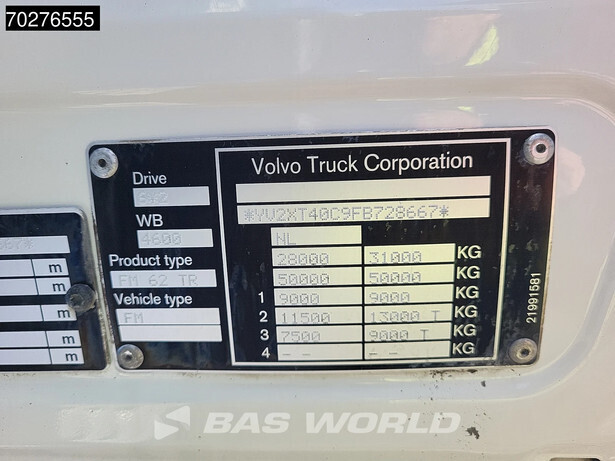 70276555
Drive
Volvo Truck Corporation
*YV2XT40C9FB728667*
WB
4600
NL
Product type
28000 31000 KG
FM 62 TR
50000 50000 KG
Vehicle type
1 9000 9000 KG
FM
2 11500 13000 T KG
3 7500 9000 T KG
4 -- -- KG
21991581
667*
m
m
m
m
BAS WORLD